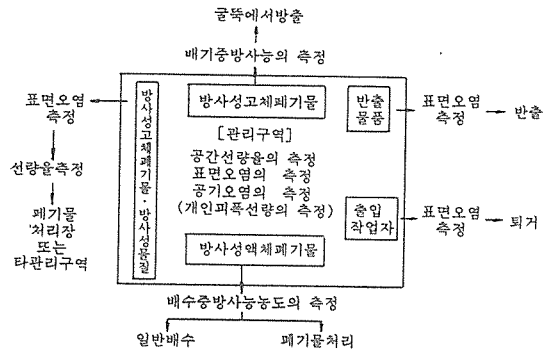 굴뚝에서방출
배기중방사능의 측정
표면오염
측정
선량율측정
폐기물
처리장
또는
타관리구역
방사성고체폐기물·방사성물질
방사성고체폐기물
[관리구역]
공간선량율의 측정
표면오염의 측정
공기오염의 측정
(개인피폭선량의 측정)
방사성액체폐기물
반출
물품
표면오염
측정
반출
출입
작업자
표면오염
측정
퇴거
배수중방사능농도의 측정
일반배수
폐기물처리